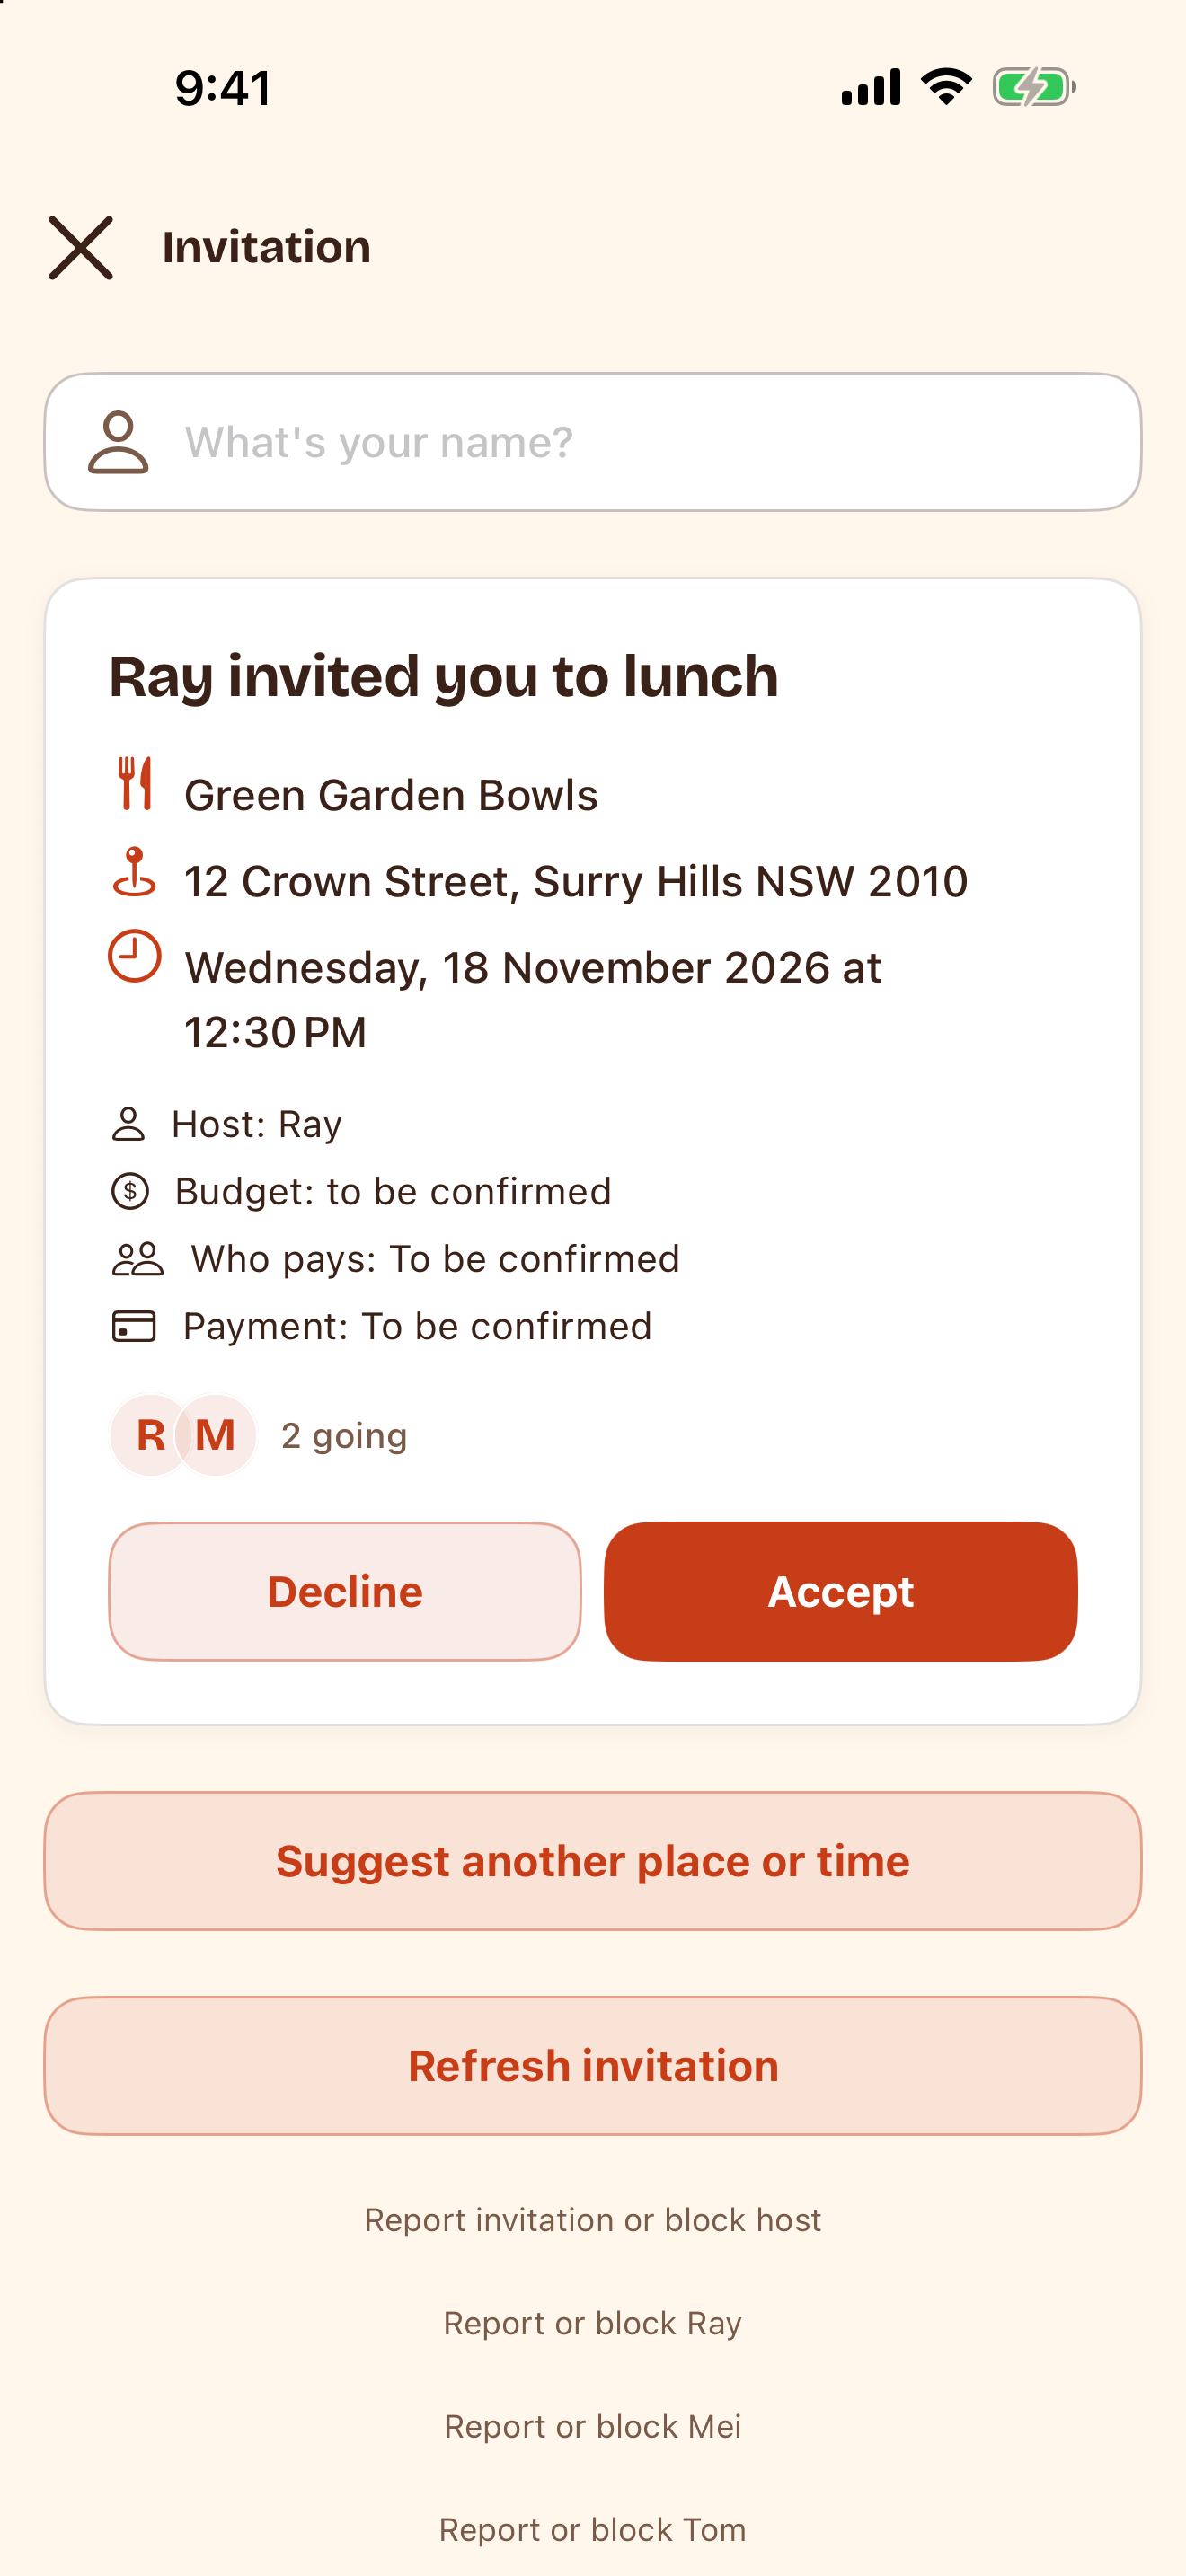 9:41
Invitation
What's your name?
Ray invited you to lunch
Green Garden Bowls
12 Crown Street, Surry Hills NSW 2010
Wednesday, 18 November 2026 at
12:30 PM
Host: Ray
$
Budget: to be confirmed
Who pays: To be confirmed
Payment: To be confirmed
R M 2 going
Decline Accept
Suggest another place or time
Refresh invitation
Report invitation or block host
Report or block Ray
Report or block Mei
Report or block Tom